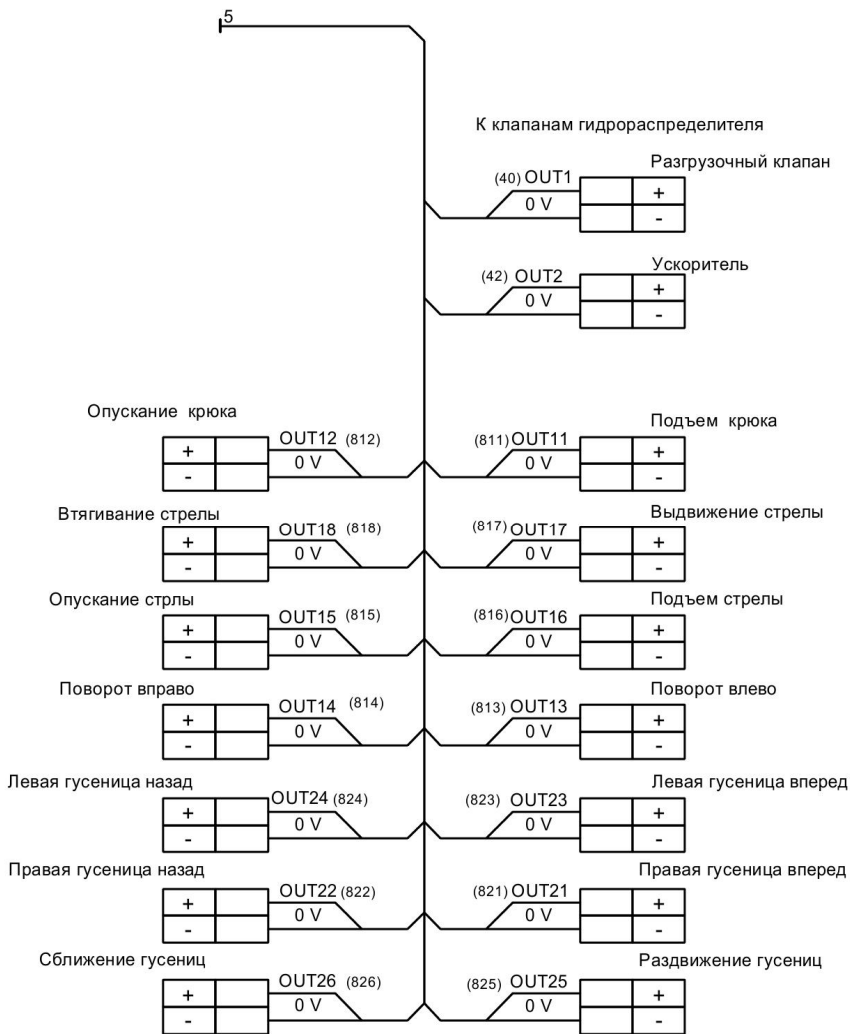 5
К клапанам гидрораспределителя
Разгрузочный клапан
(40) OUT1
0 V
+
-
Ускоритель
(42) OUT2
0 V
+
-
Опускание крюка
+
-
OUT12 (812)
0 V
Подъем крюка
(811) OUT11
0 V
+
-
Втягивание стрелы
+
-
OUT18 (818)
0 V
Выдвижение стрелы
(817) OUT17
0 V
+
-
Опускание стрлы
+
-
OUT15 (815)
0 V
Подъем стрелы
(816) OUT16
0 V
+
-
Поворот вправо
+
-
OUT14 (814)
0 V
Поворот влево
(813) OUT13
0 V
+
-
Левая гусеница назад
+
-
OUT24 (824)
0 V
Левая гусеница вперед
(823) OUT23
0 V
+
-
Правая гусеница назад
+
-
OUT22 (822)
0 V
Правая гусеница вперед
(821) OUT21
0 V
+
-
Сближение гусениц
+
-
OUT26 (826)
0 V
Раздвижение гусениц
(825) OUT25
0 V
+
-